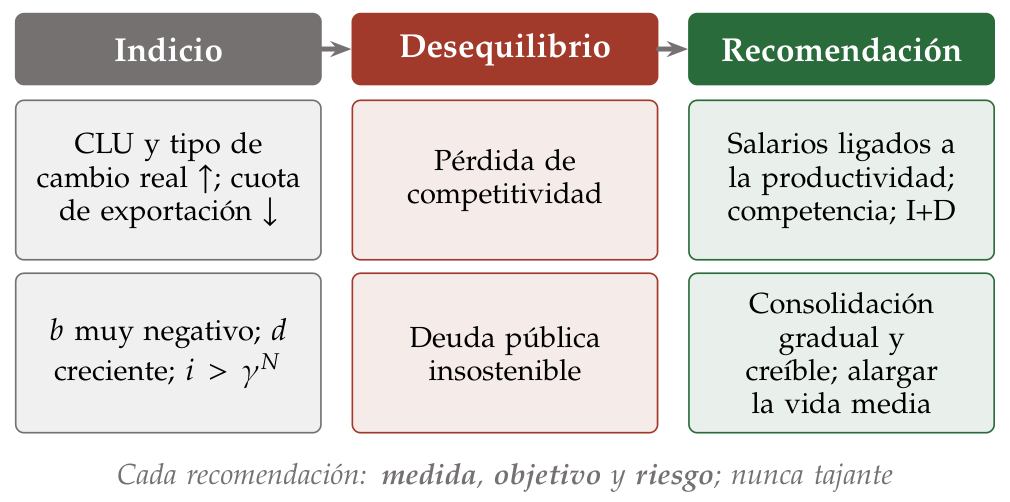 Indicio
Desequilibrio
Recomendación
CLU y tipo de
cambio real ↑; cuota
de exportación ↓
Pérdida de
competitividad
Salarios ligados a
la productividad;
competencia; I+D
b muy negativo; d
creciente; i > γ^N
Deuda pública
insostenible
Consolidación
gradual y
creíble; alargar
la vida media
Cada recomendación: medida, objetivo y riesgo; nunca tajante